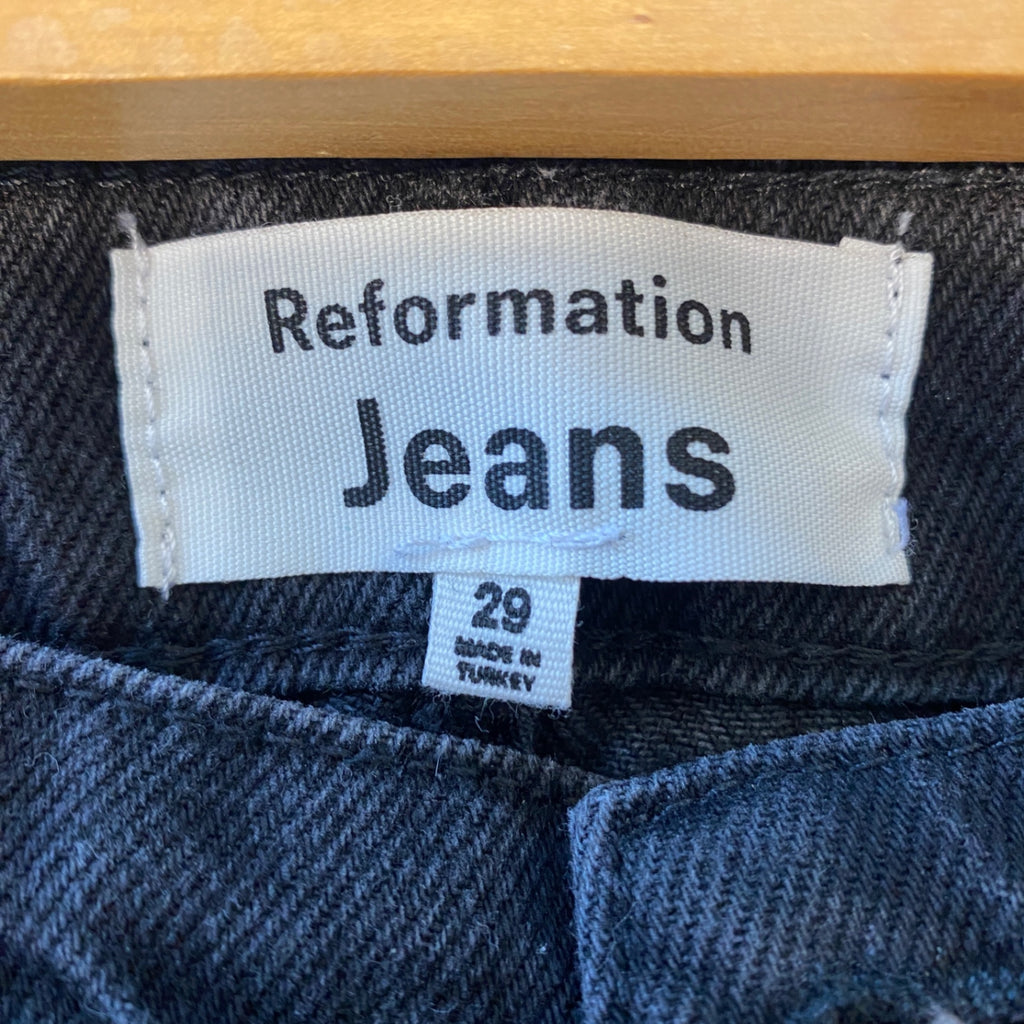 Reformation
Jeans
29
MADE IN
TURKEY